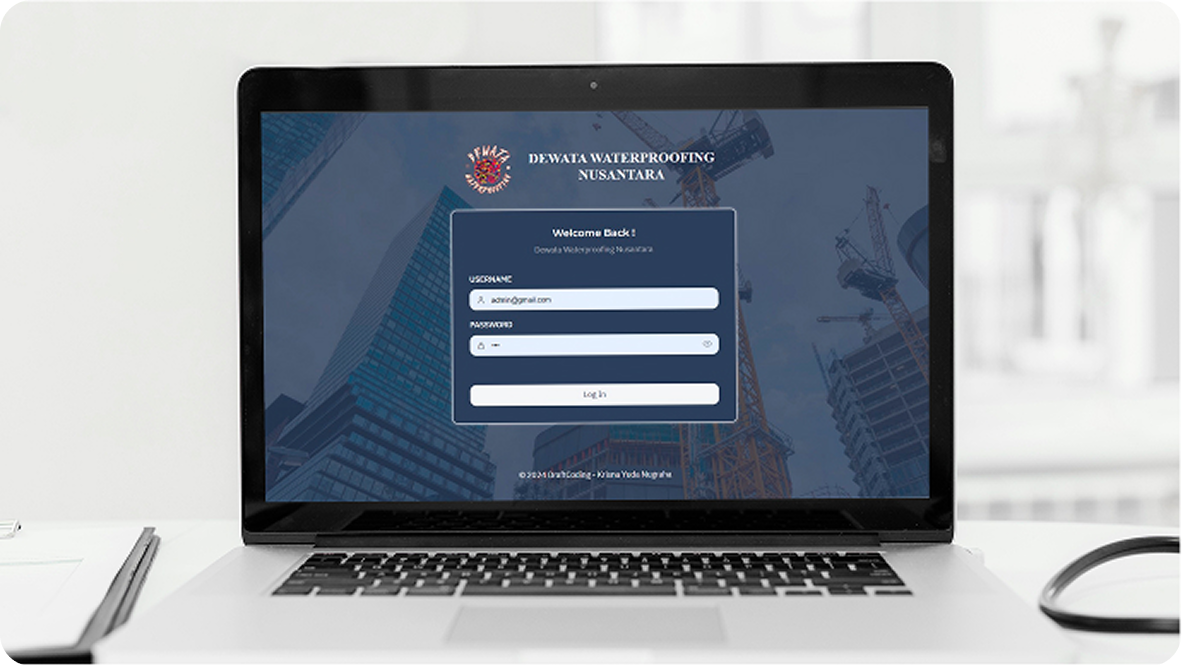 DEWATA
WATERPROOFING
DEWATA WATERPROOFING
NUSANTARA
Welcome Back !
Dewata Waterproofing Nusantara
USERNAME
admin@gmail.com
PASSWORD
Log in
© 2024 DraftCoding - Krisna Yuda Nugraha